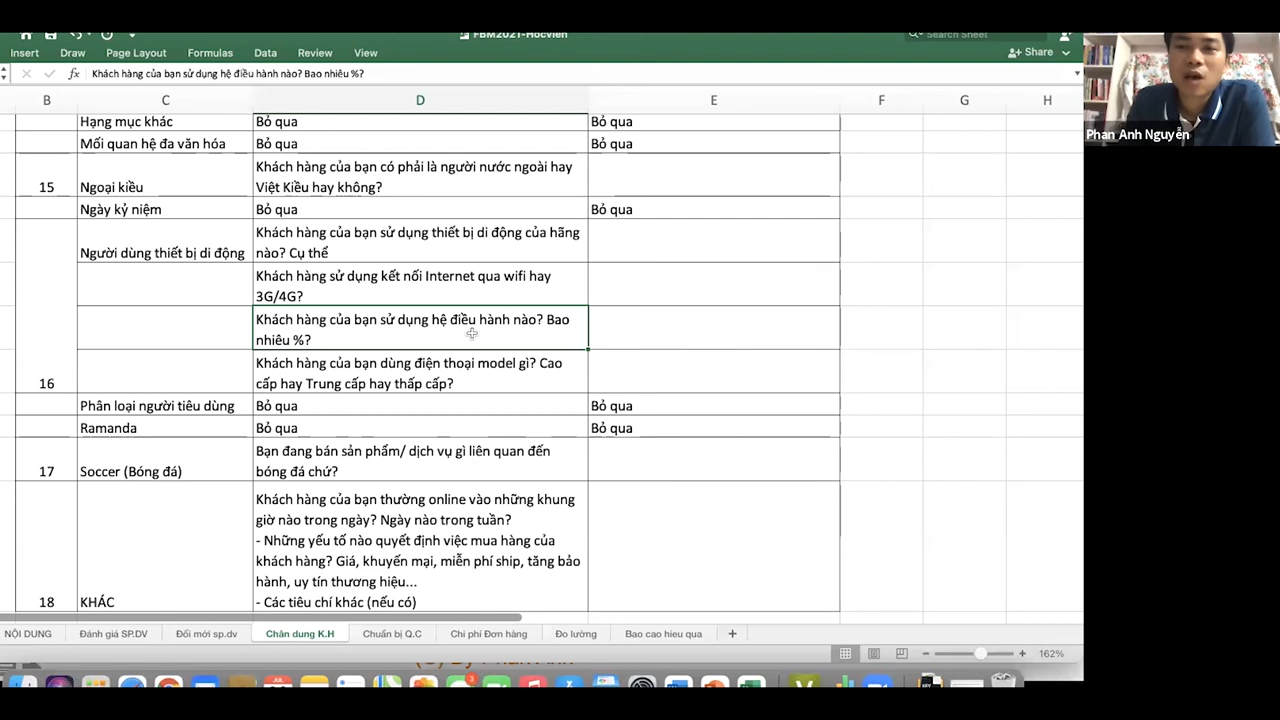 FBM2021-Hocvien
Search Sheet
Insert Draw Page Layout Formulas Data Review View
Share
fx Khách hàng của bạn sử dụng hệ điều hành nào? Bao nhiêu %?
B C D E F G H
Hạng mục khác Bỏ qua Bỏ qua
Mối quan hệ đa văn hóa Bỏ qua Bỏ qua
Khách hàng của bạn có phải là người nước ngoài hay
15 Ngoại kiều Việt Kiều hay không?
Ngày kỷ niệm Bỏ qua Bỏ qua
Khách hàng của bạn sử dụng thiết bị di động của hãng
Người dùng thiết bị di động nào? Cụ thể
Khách hàng sử dụng kết nối Internet qua wifi hay
3G/4G?
Khách hàng của bạn sử dụng hệ điều hành nào? Bao
nhiêu %?
Khách hàng của bạn dùng điện thoại model gì? Cao
16 cấp hay Trung cấp hay thấp cấp?
Phân loại người tiêu dùng Bỏ qua Bỏ qua
Ramanda Bỏ qua Bỏ qua
Bạn đang bán sản phẩm/ dịch vụ gì liên quan đến
17 Soccer (Bóng đá) bóng đá chứ?
Khách hàng của bạn thường online vào những khung
giờ nào trong ngày? Ngày nào trong tuần?
- Những yếu tố nào quyết định việc mua hàng của
khách hàng? Giá, khuyến mại, miễn phí ship, tăng bảo
hành, uy tín thương hiệu...
18 KHÁC - Các tiêu chí khác (nếu có)
NỘI DUNG Đánh giá SP.DV Đổi mới sp.dv Chân dung K.H Chuẩn bị Q.C Chi phí Đơn hàng Đo lường Bao cao hieu qua +
162%
(C) By Phan Anh
Phan Anh Nguyễn